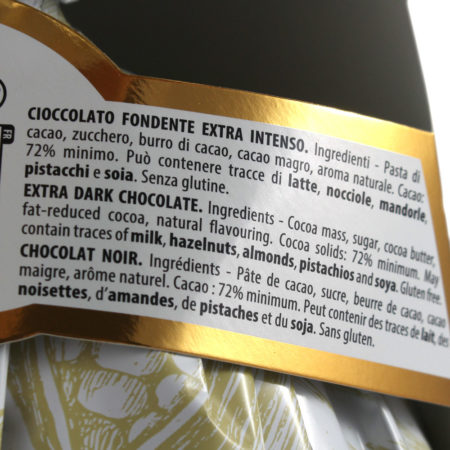 CIOCCOLATO FONDENTE EXTRA INTENSO. Ingredienti - Pasta di
cacao, zucchero, burro di cacao, cacao magro, aroma naturale. Cacao:
72% minimo. Può contenere tracce di latte, nocciole, mandorle,
pistacchi e soia. Senza glutine.
EXTRA DARK CHOCOLATE. Ingredients - Cocoa mass, sugar, cocoa butter,
fat-reduced cocoa, natural flavouring. Cocoa solids: 72% minimum. May
contain traces of milk, hazelnuts, almonds, pistachios and soya. Gluten free.
CHOCOLAT NOIR. Ingrédients - Pâte de cacao, sucre, beurre de cacao, cacao
maigre, arôme naturel. Cacao : 72% minimum. Peut contenir des traces de lait, des
noisettes, d'amandes, de pistaches et du soja. Sans gluten.
FR